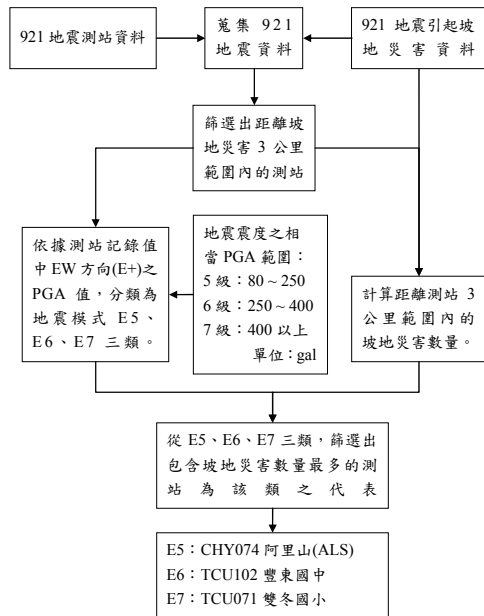 921 地震測站資料
蒐集 921
地震資料
921 地震引起坡
地災害資料
篩選出距離坡
地災害 3 公里
範圍內的測站
依據測站記錄值
中 EW 方向(E+)之
PGA 值,分類為
地震模式 E5、
E6、E7 三類。
地震震度之相
當 PGA 範圍:
5 級:80 ~ 250
6 級:250 ~ 400
7 級:400 以上
單位:gal
計算距離測站 3
公里範圍內的
坡地災害數量。
從 E5、E6、E7 三類,篩選出
包含坡地災害數量最多的測
站為該類之代表
E5:CHY074 阿里山(ALS)
E6:TCU102 豐東國中
E7:TCU071 雙冬國小